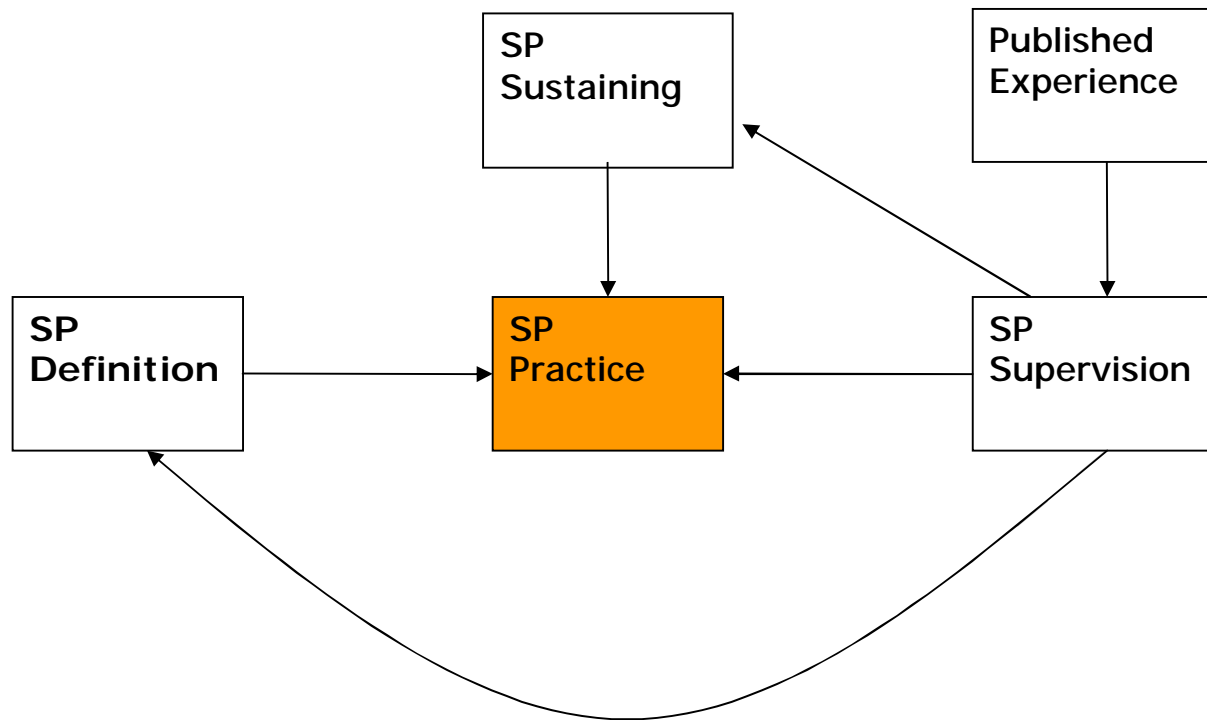 SP
Sustaining
Published
Experience
SP
Definition
SP
Practice
SP
Supervision